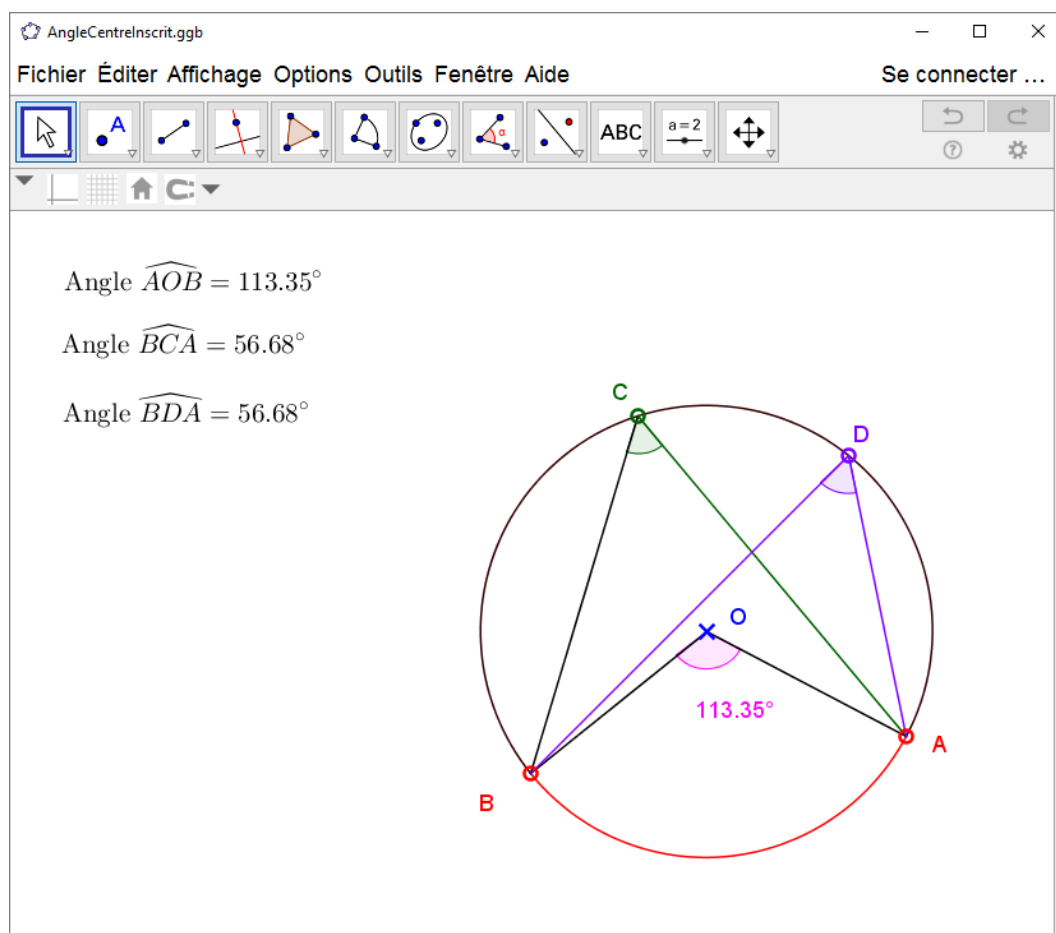 AngleCentreInscrit.ggb
Fichier Éditer Affichage Options Outils Fenêtre Aide Se connecter ...
A α ABC a=2
Angle AOB = 113.35°
Angle BCA = 56.68°
Angle BDA = 56.68°
C
D
O
113.35°
A
B